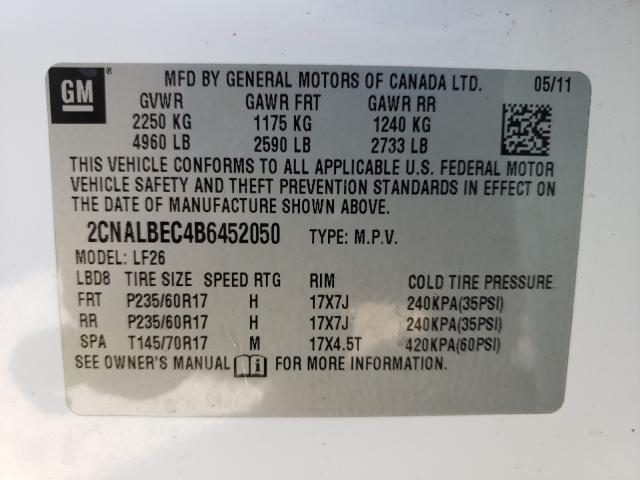 GM ®
MFD BY GENERAL MOTORS OF CANADA LTD. 05/11
GVWR GAWR FRT GAWR RR
2250 KG 1175 KG 1240 KG
4960 LB 2590 LB 2733 LB
THIS VEHICLE CONFORMS TO ALL APPLICABLE U.S. FEDERAL MOTOR
VEHICLE SAFETY AND THEFT PREVENTION STANDARDS IN EFFECT ON
THE DATE OF MANUFACTURE SHOWN ABOVE.
2CNALBEC4B6452050 TYPE: M.P.V.
MODEL: LF26
LBD8 TIRE SIZE SPEED RTG RIM COLD TIRE PRESSURE
FRT P235/60R17 H 17X7J 240KPA(35PSI)
RR P235/60R17 H 17X7J 240KPA(35PSI)
SPA T145/70R17 M 17X4.5T 420KPA(60PSI)
SEE OWNER'S MANUAL FOR MORE INFORMATION.